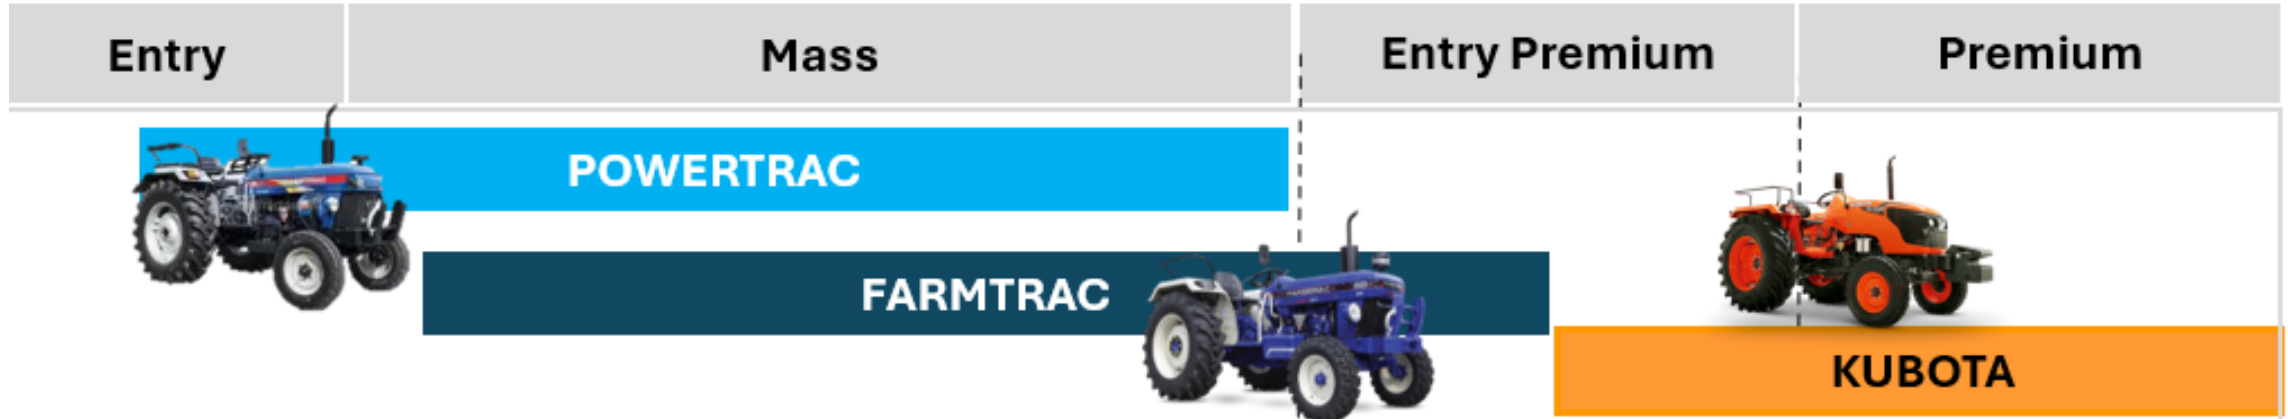 Entry Mass Entry Premium Premium
POWERTRAC
FARMTRAC
KUBOTA